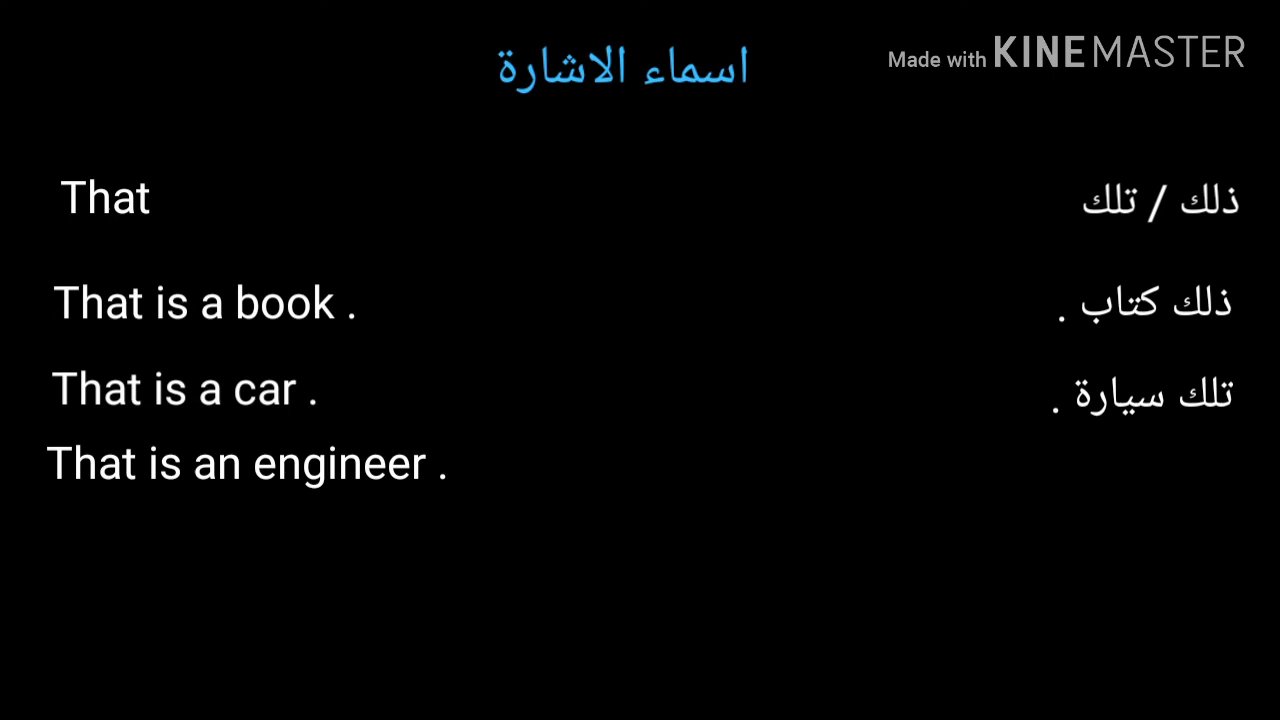 اسماء الاشارة
Made with KINEMASTER
That
ذلك / تلك
That is a book .
ذلك كتاب .
That is a car .
تلك سيارة .
That is an engineer .